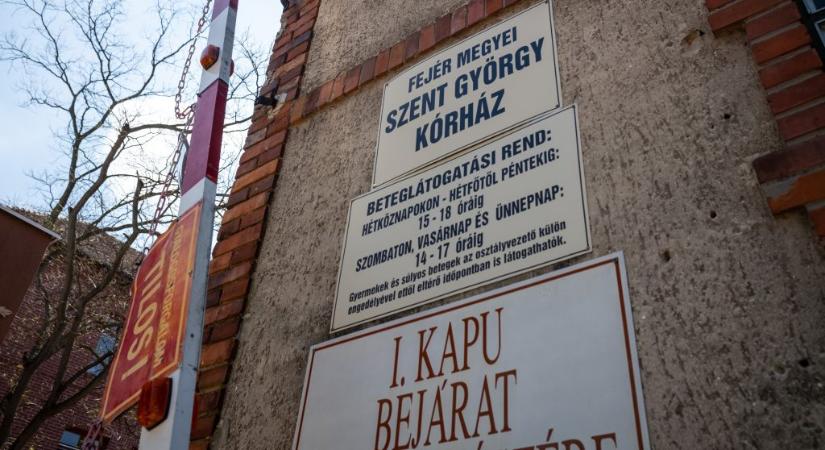 FEJÉR MEGYEI
SZENT GYÖRGY
KÓRHÁZ
BETEGLÁTOGATÁSI REND:
HÉTKÖZNAPOKON - HÉTFŐTŐL PÉNTEKIG:
15 - 18 óráig
SZOMBATON, VASÁRNAP ÉS ÜNNEPNAP:
14 - 17 óráig
Gyermekek és súlyos betegek az osztályvezető külön
engedélyével ettől eltérő időpontban is látogathatók.
I. KAPU
BEJÁRAT
TILOS!